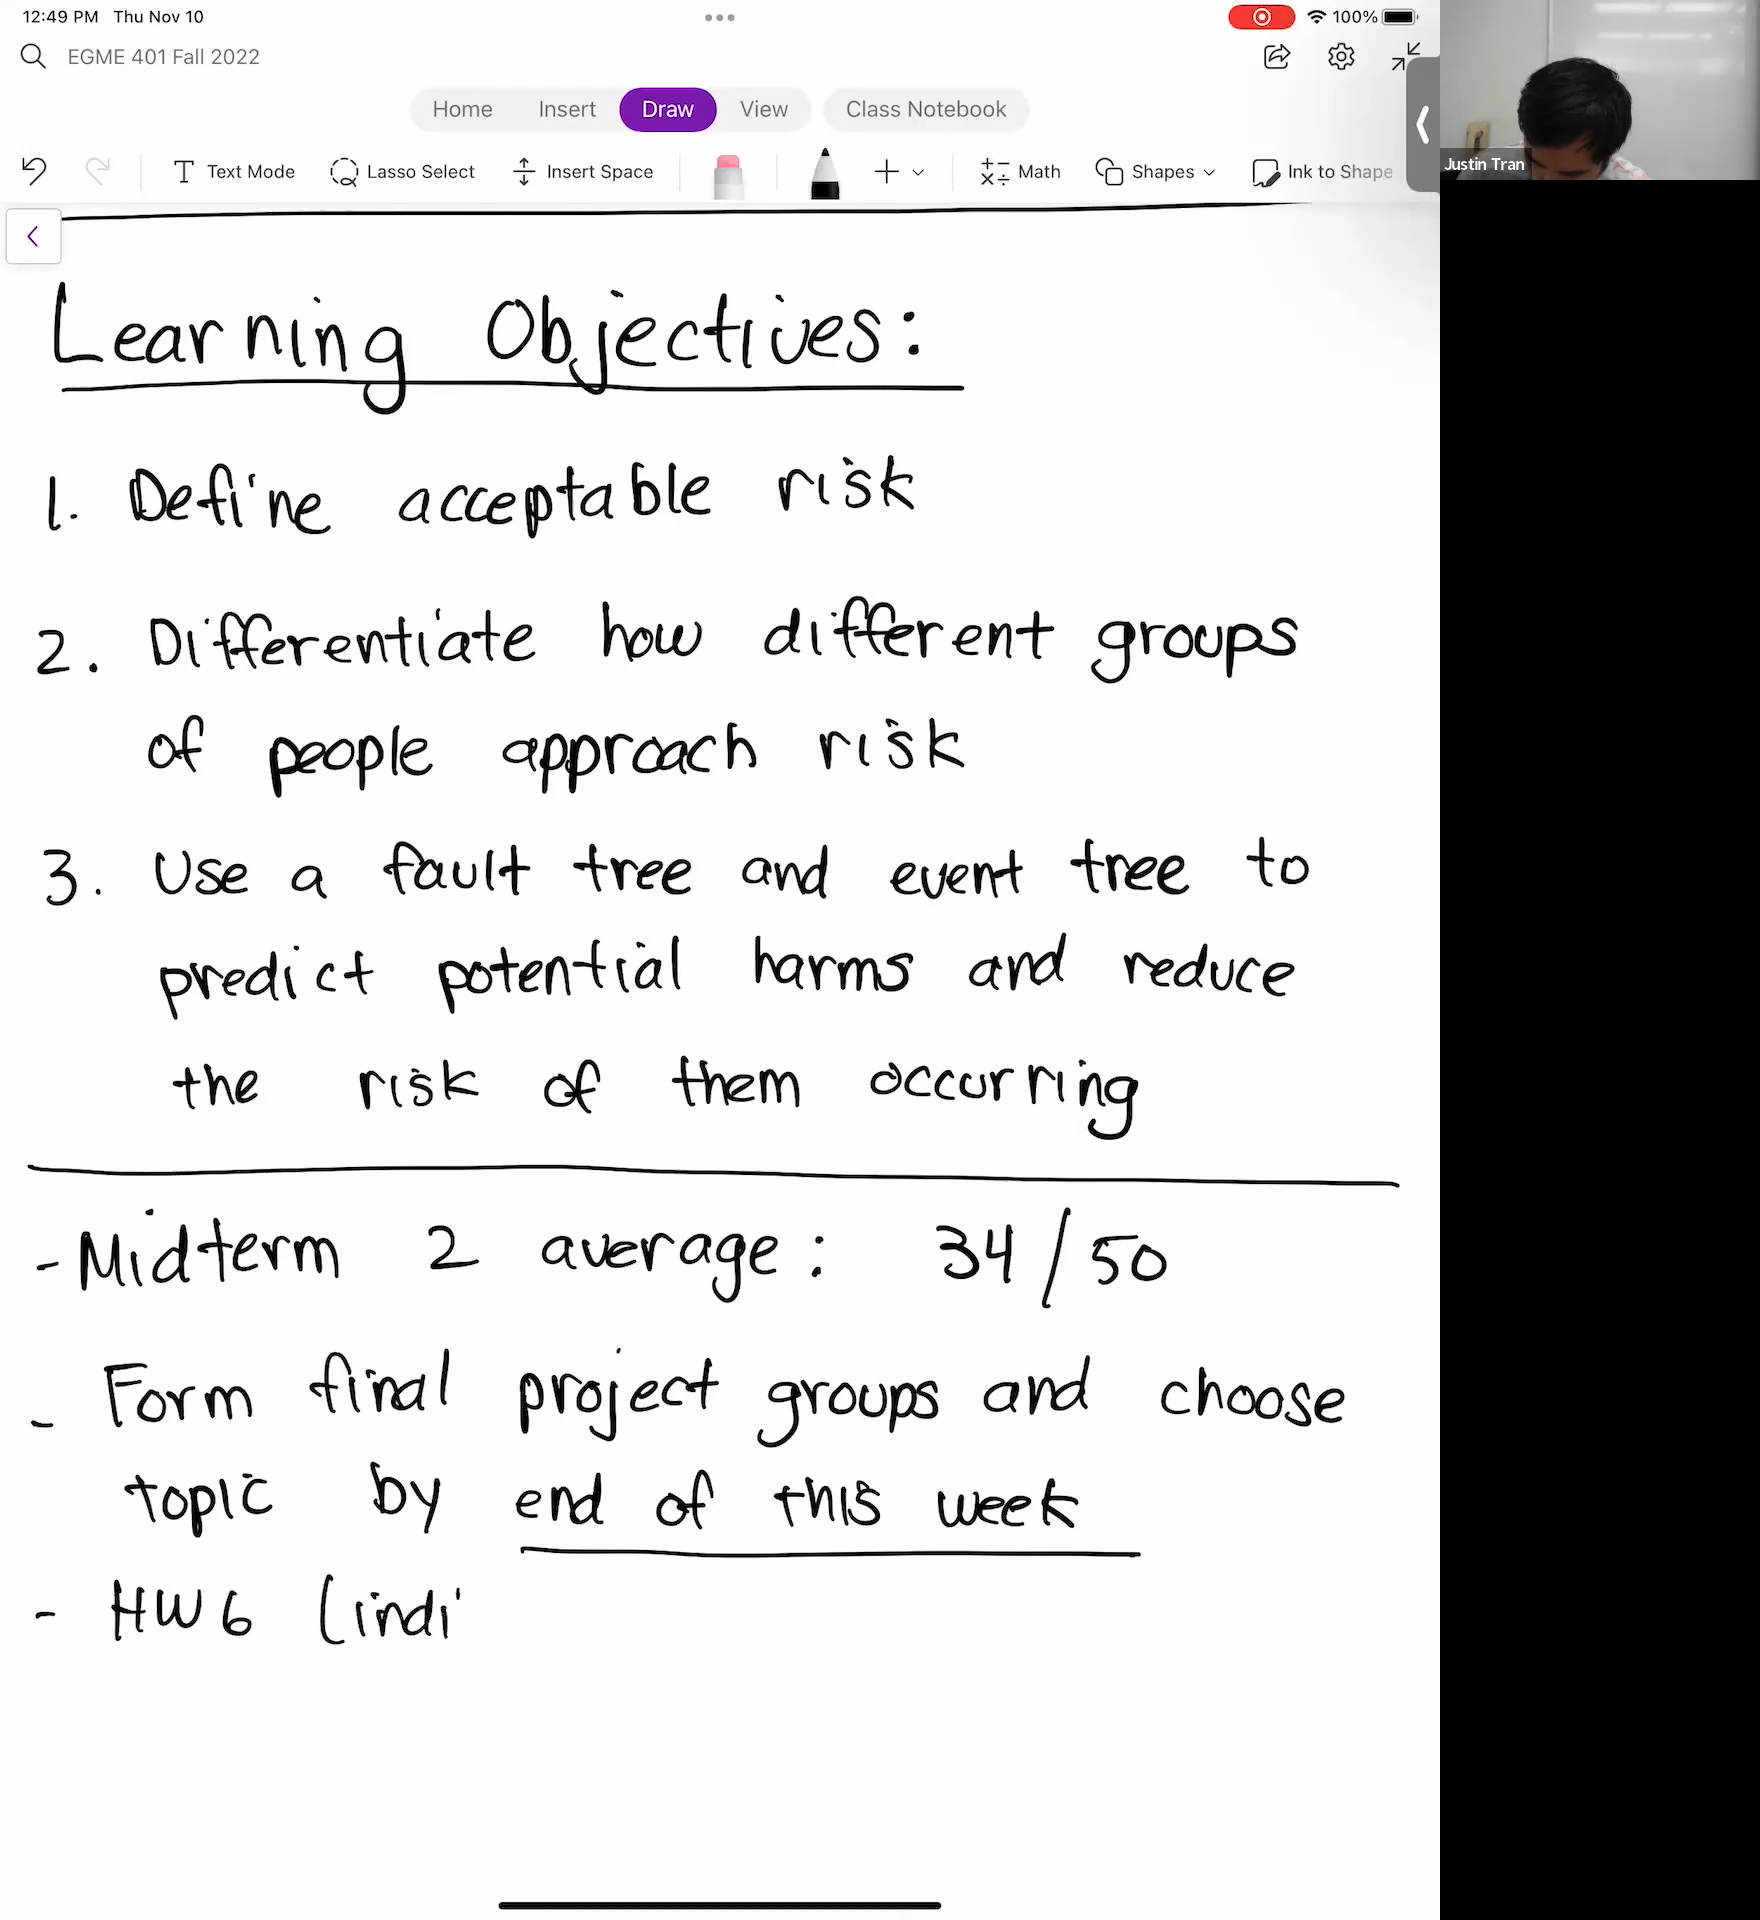 12:49 PM Thu Nov 10
100%
EGME 401 Fall 2022
Home Insert Draw View Class Notebook
Text Mode Lasso Select Insert Space Math Shapes Ink to Shape
Justin Tran
Learning Objectives:
1. Define acceptable risk
2. Differentiate how different groups
of people approach risk
3. Use a fault tree and event tree to
predict potential harms and reduce
the risk of them occurring
- Midterm 2 average: 34/50
- Form final project groups and choose
topic by end of this week
- HW6 (indi